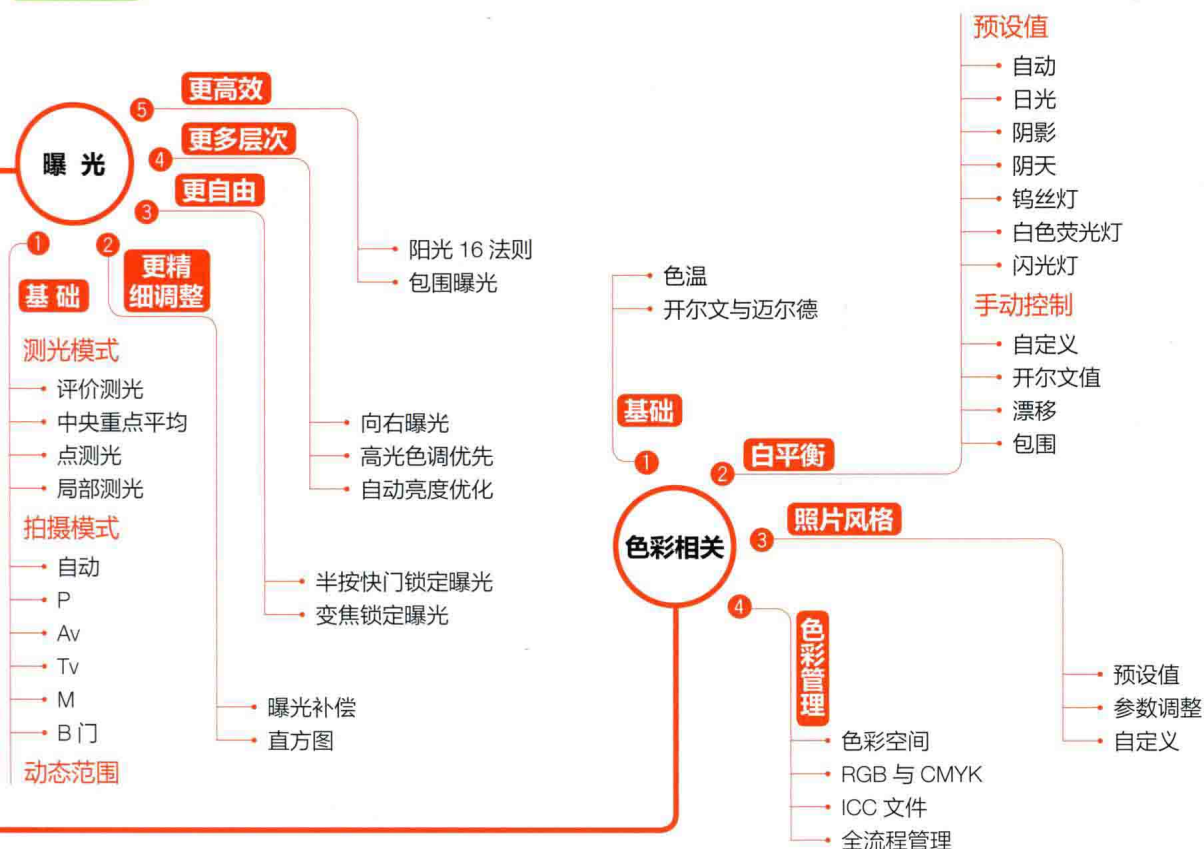 曝 光
5
更高效
阳光 16 法则
包围曝光
4
更多层次
向右曝光
高光色调优先
自动亮度优化
3
更自由
半按快门锁定曝光
变焦锁定曝光
2
更精
细调整
曝光补偿
直方图
1
基 础
测光模式
评价测光
中央重点平均
点测光
局部测光
拍摄模式
自动
P
Av
Tv
M
B 门
动态范围
色彩相关
1
基础
色温
开尔文与迈尔德
2
白平衡
预设值
自动
日光
阴影
阴天
钨丝灯
白色荧光灯
闪光灯
手动控制
自定义
开尔文值
漂移
包围
3
照片风格
预设值
参数调整
自定义
4
色彩管理
色彩空间
RGB 与 CMYK
ICC 文件
全流程管理